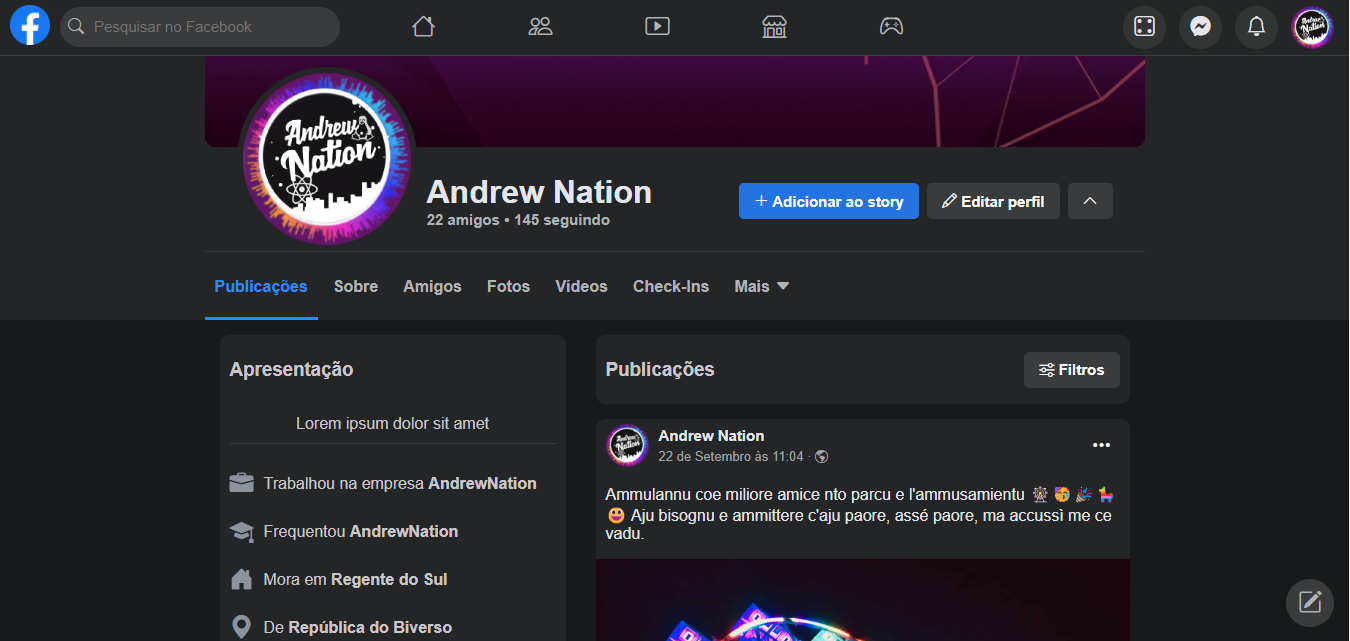 Pesquisar no Facebook
Andrew
Nation
Andrew Nation
22 amigos • 145 seguindo
+ Adicionar ao story
Editar perfil
Publicações
Sobre
Amigos
Fotos
Vídeos
Check-Ins
Mais
Apresentação
Lorem ipsum dolor sit amet
Trabalhou na empresa AndrewNation
Frequentou AndrewNation
Mora em Regente do Sul
De República do Biverso
Publicações
Filtros
Andrew Nation
22 de Setembro às 11:04 ·
Ammulannu coe miliore amice nto parcu e l'ammusamientu 🎡 🥳 🎉 🪅
😀 Aju bisognu e ammittere c'aju paore, assé paore, ma accussì me ce
vadu.